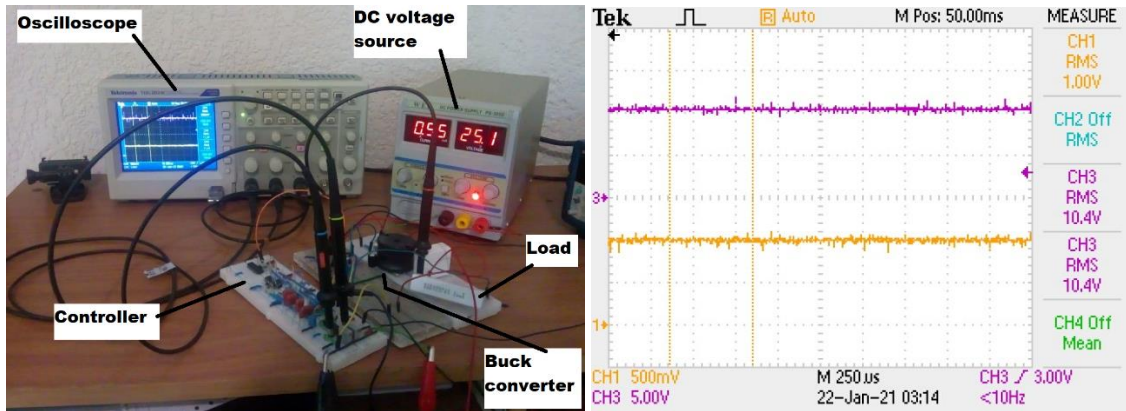 Oscilloscope
DC voltage
source
0.55 25.1
Load
Controller
Buck
converter
Tek R Auto M Pos: 50.00ms MEASURE
CH1
RMS
1.00V
CH2 Off
RMS
CH3
RMS
10.4V
CH3
RMS
10.4V
CH4 Off
Mean
3
1
CH1 500mV M 250us CH3 3.00V
CH3 5.00V 22-Jan-21 03:14 <10Hz